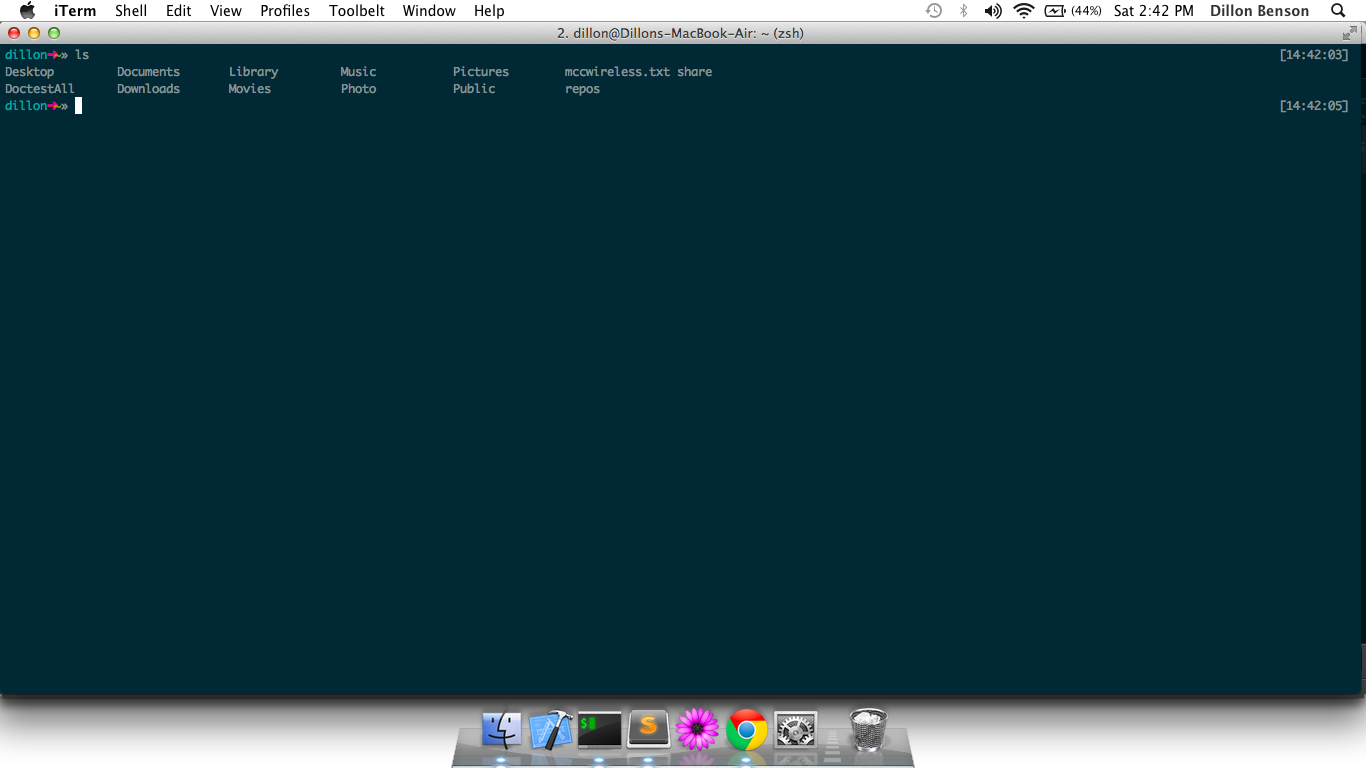 iTerm Shell Edit View Profiles Toolbelt Window Help (44%) Sat 2:42 PM Dillon Benson
2. dillon@Dillons-MacBook-Air: ~ (zsh)
dillon➜~» ls [14:42:03]
Desktop Documents Library Music Pictures mccwireless.txt share
DoctestAll Downloads Movies Photo Public repos
dillon➜~» [14:42:05]
$
S